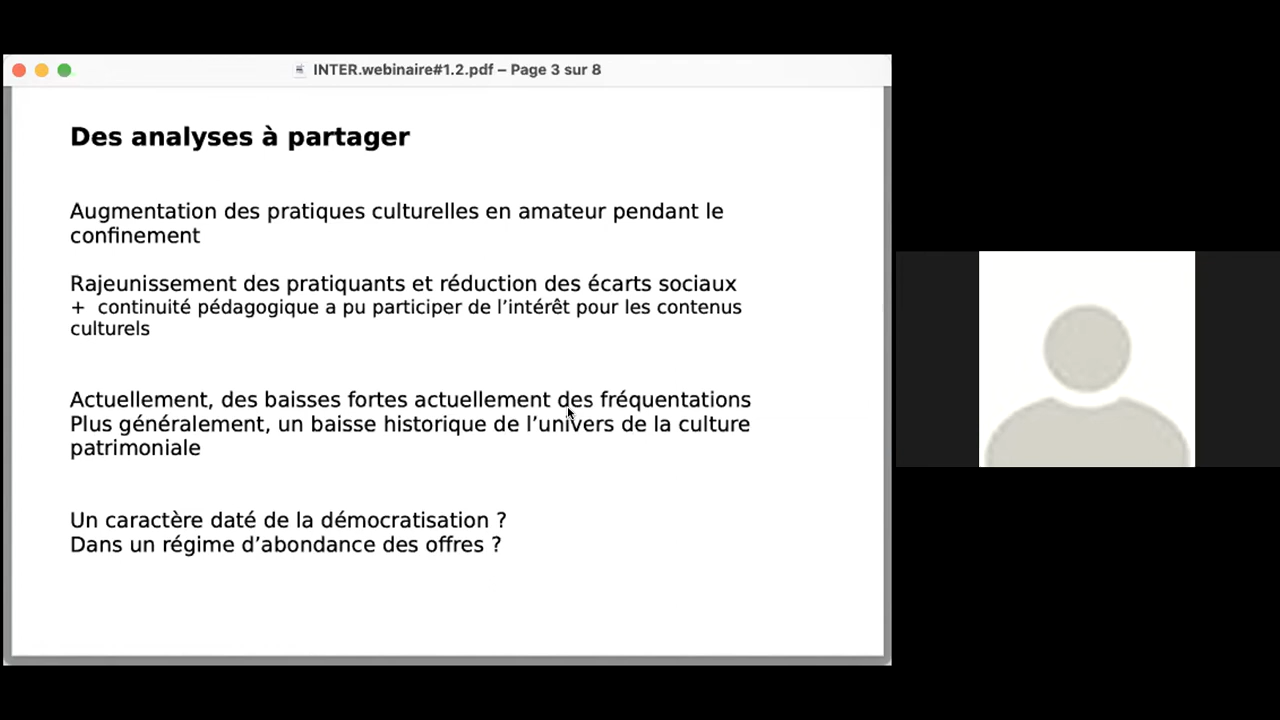 INTER.webinaire#1.2.pdf – Page 3 sur 8
Des analyses à partager
Augmentation des pratiques culturelles en amateur pendant le
confinement
Rajeunissement des pratiquants et réduction des écarts sociaux
+ continuité pédagogique a pu participer de l’intérêt pour les contenus
culturels
Actuellement, des baisses fortes actuellement des fréquentations
Plus généralement, un baisse historique de l’univers de la culture
patrimoniale
Un caractère daté de la démocratisation ?
Dans un régime d’abondance des offres ?